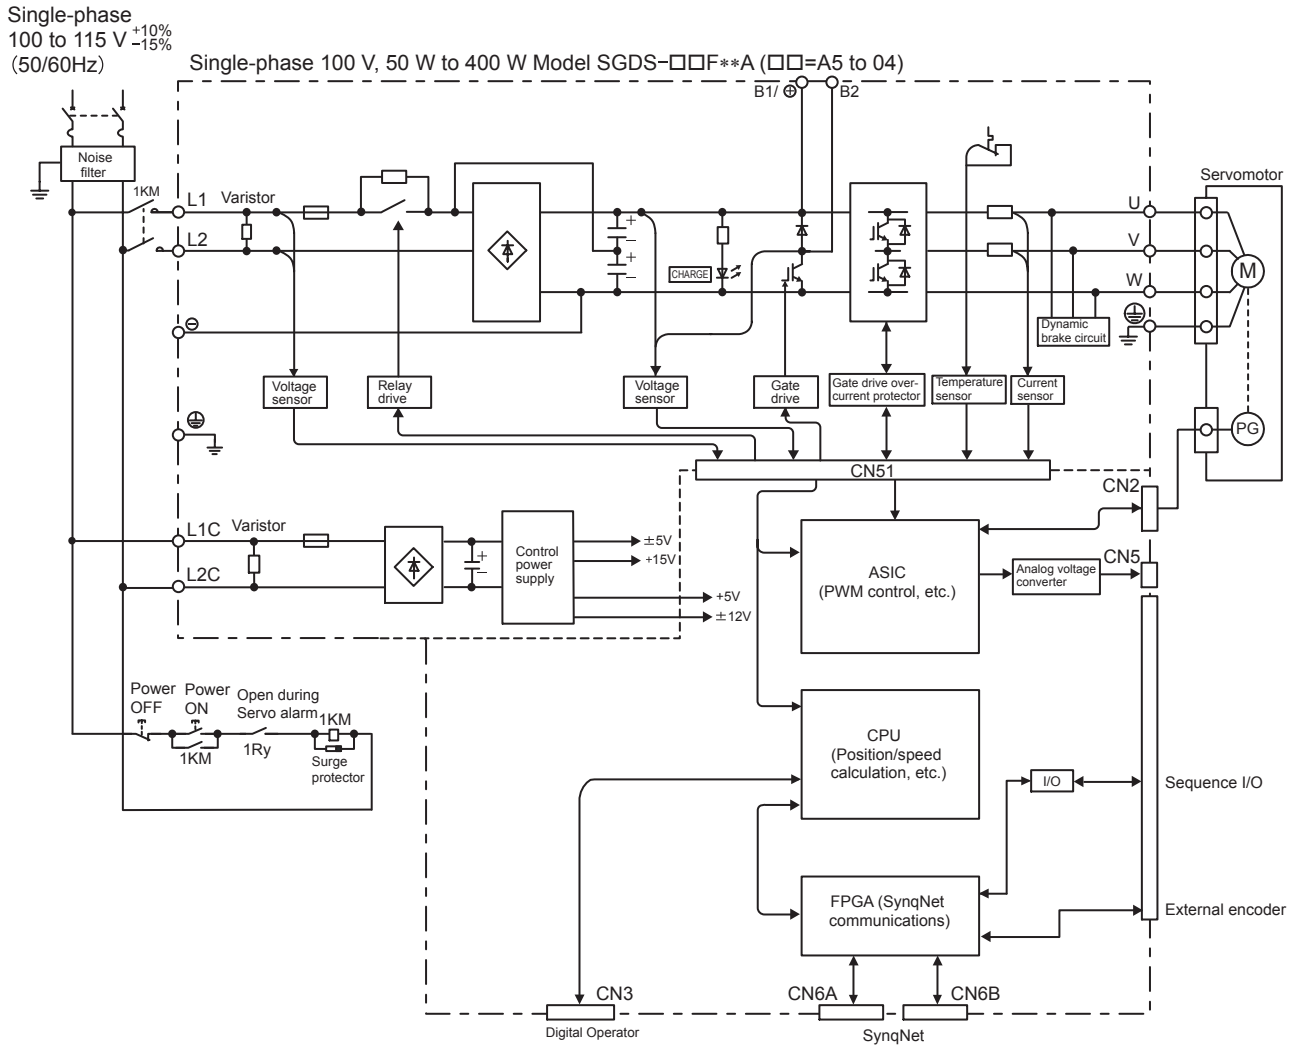 Single-phase
100 to 115 V +10% −15%
(50/60Hz)
Single-phase 100 V, 50 W to 400 W Model SGDS−□□F**A (□□=A5 to 04)
B1/ ⊕
B2
Noise
filter
1KM
L1
Varistor
L2
⊖
+
−
+
−
CHARGE
Servomotor
U
V
W
M
Dynamic
brake circuit
Voltage
sensor
Relay
drive
Voltage
sensor
Gate
drive
Gate drive over-
current protector
Temperature
sensor
Current
sensor
PG
CN51
CN2
L1C
Varistor
L2C
+
−
Control
power
supply
±5V
+15V
+5V
±12V
ASIC
(PWM control, etc.)
Analog voltage
converter
CN5
Power
OFF
Power
ON
Open during
Servo alarm
1KM
1KM
1Ry
Surge
protector
CPU
(Position/speed
calculation, etc.)
I/O
Sequence I/O
FPGA (SynqNet
communications)
External encoder
CN3
CN6A
CN6B
Digital Operator
SynqNet